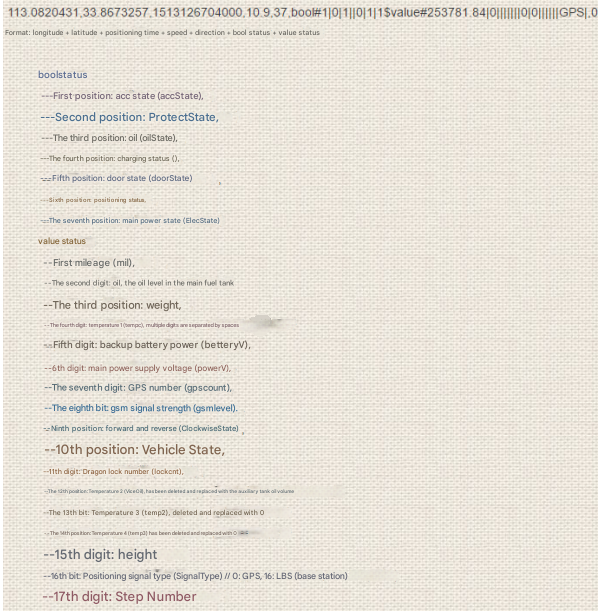 113.0820431,33.8673257,1513126704000,10.9,37,bool#1|0|1||0|1|1$value#253781.84|0|||||||0|0||||||GPS|,0
Format: longitude + latitude + positioning time + speed + direction + bool status + value status
boolstatus
---First position: acc state (accState),
---Second position: ProtectState,
---The third position: oil (oilState),
---The fourth position: charging status (),
---Fifth position: door state (doorState)
---Sixth position: positioning status,
---The seventh position: main power state (ElecState)
value status
--First mileage (mil),
--The second digit: oil, the oil level in the main fuel tank
--The third position: weight,
--The fourth digit: temperature 1 (tempc), multiple digits are separated by spaces
--Fifth digit: backup battery power (betteryV),
--6th digit: main power supply voltage (powerV),
--The seventh digit: GPS number (gpscount),
--The eighth bit: gsm signal strength (gsmlevel).
--Ninth position: forward and reverse (ClockwiseState)
--10th position: Vehicle State,
--11th digit: Dragon lock number (lockcnt),
--The 12th position: Temperature 2 has been deleted and replaced with the auxiliary tank oil volume
--The 13th bit: Temperature 3 (temp2), deleted and replaced with 0
--The 14th position: Temperature 4 (temp3) has been deleted and replaced with 0
--15th digit: height
--16th bit: Positioning signal type (SignalType) // 0: GPS, 16: LBS (base station)
--17th digit: Step Number